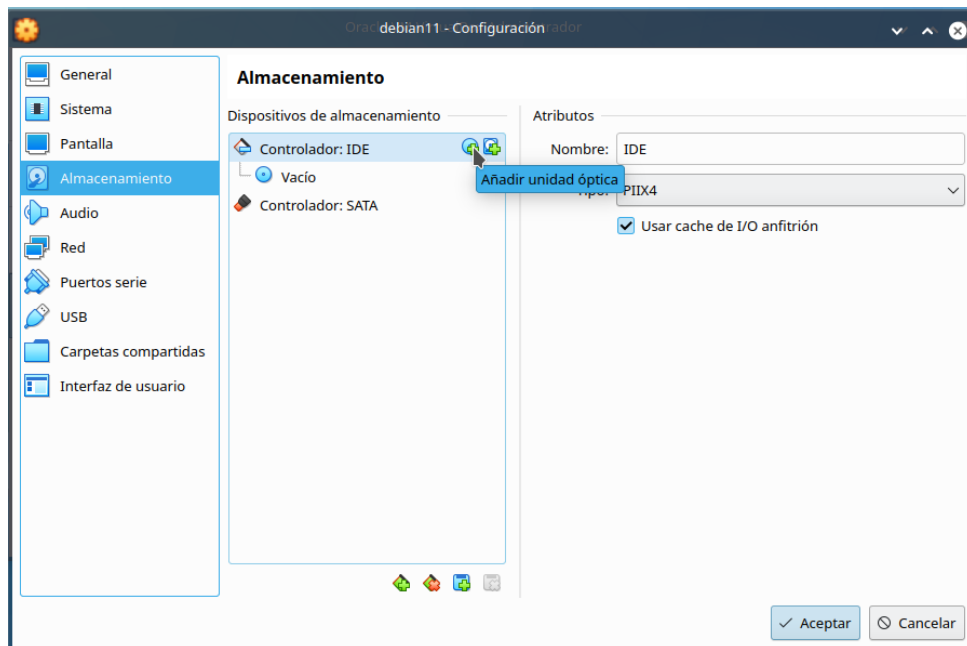 debian11 - Configuración
General
Sistema
Pantalla
Almacenamiento
Audio
Red
Puertos serie
USB
Carpetas compartidas
Interfaz de usuario
Almacenamiento
Dispositivos de almacenamiento
Controlador: IDE
Vacío
Controlador: SATA
Añadir unidad óptica
Atributos
Nombre: IDE
PIIX4
Usar cache de I/O anfitrión
Aceptar
Cancelar